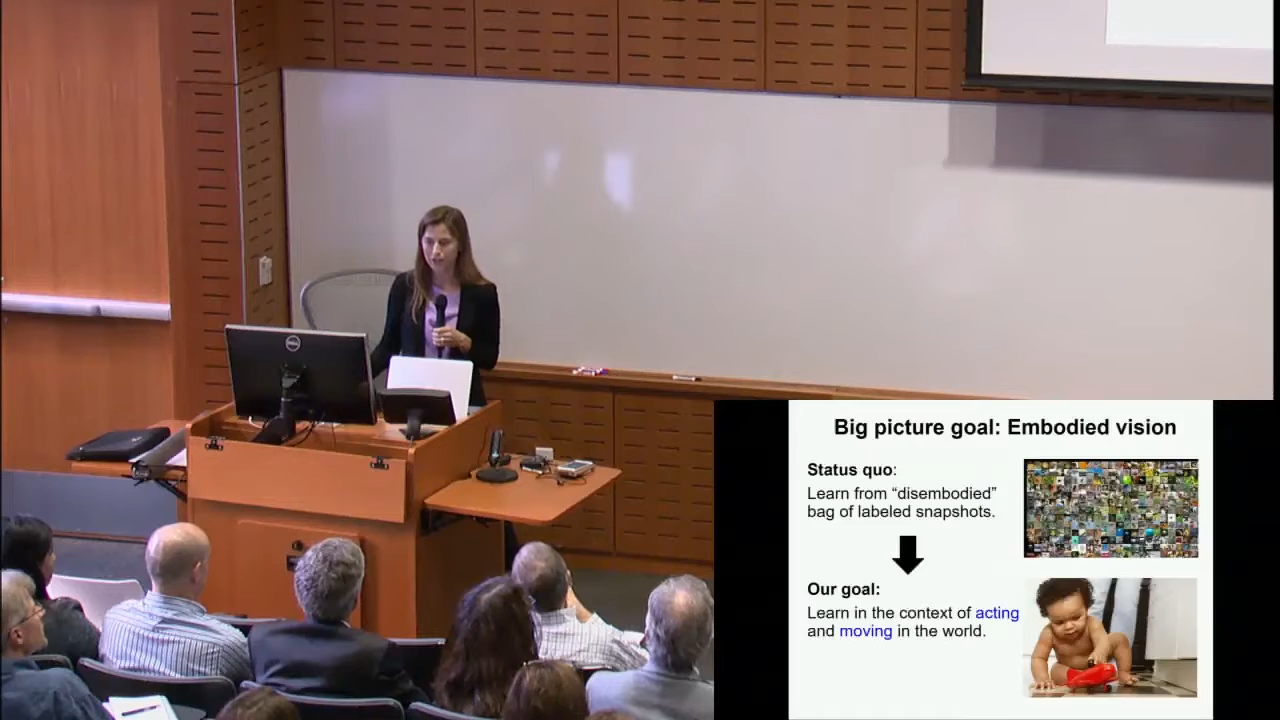 DELL
Big picture goal: Embodied vision
Status quo:
Learn from “disembodied”
bag of labeled snapshots.
Our goal:
Learn in the context of acting
and moving in the world.